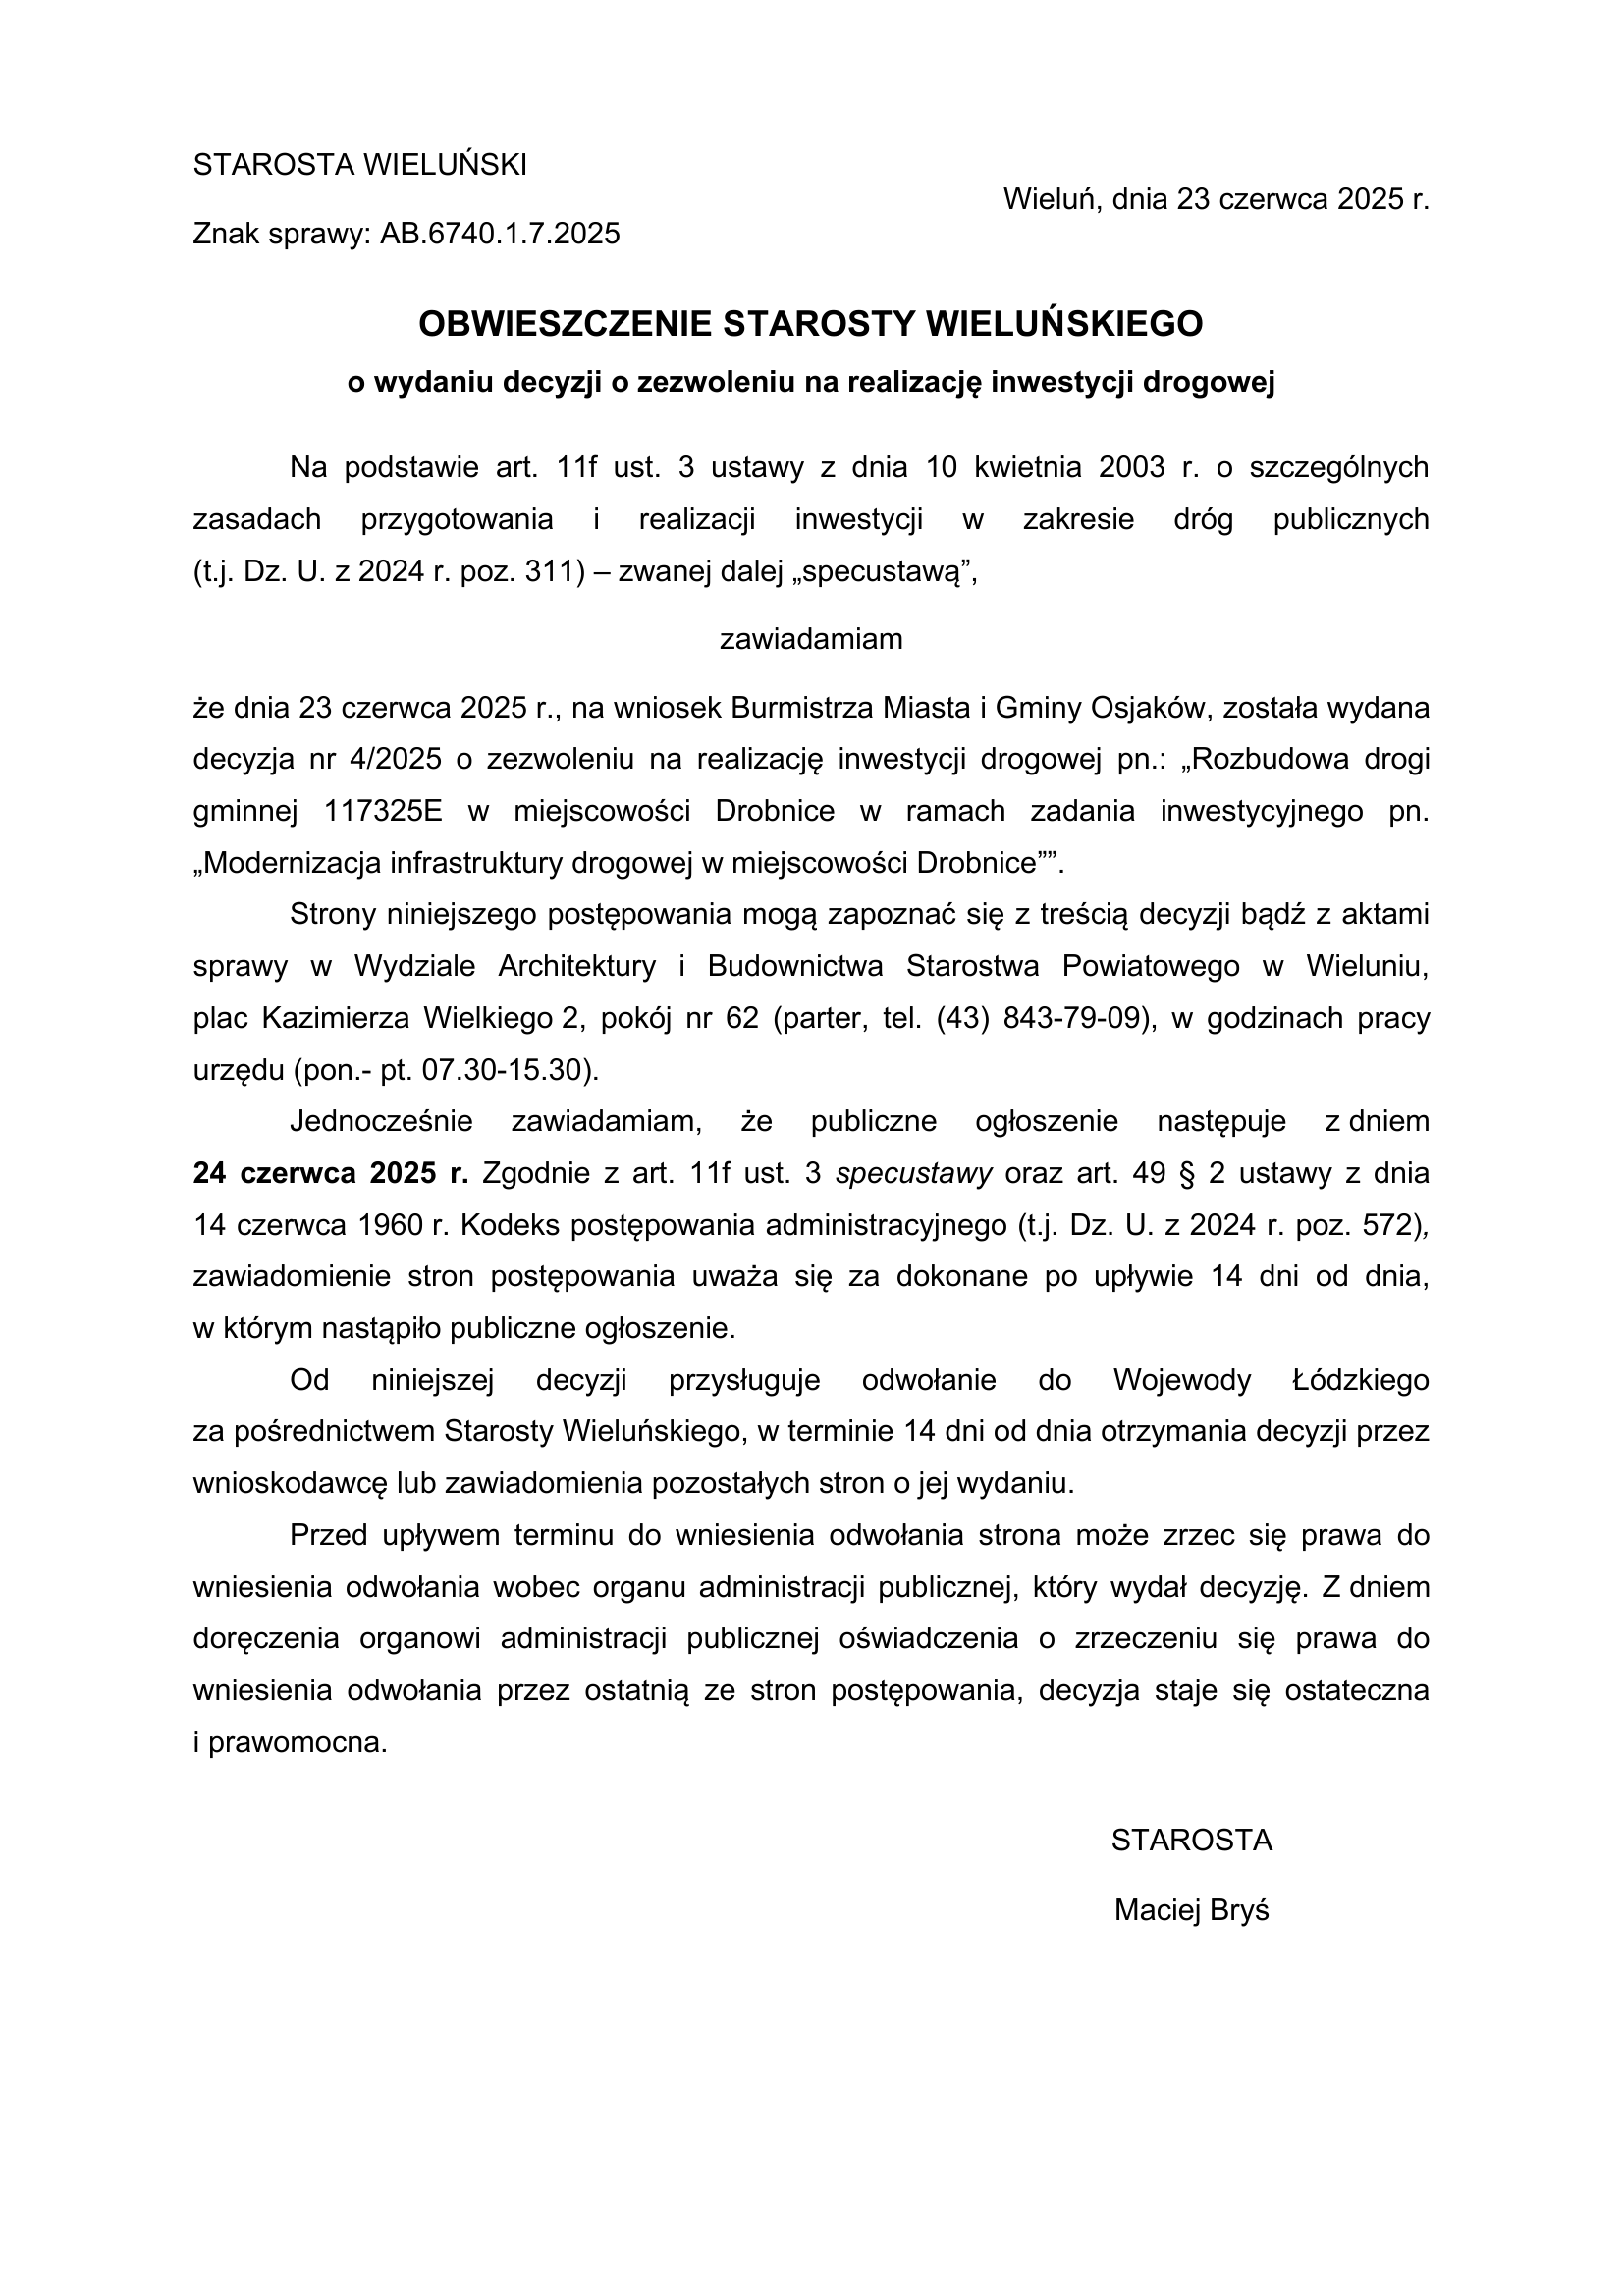 STAROSTA WIELUŃSKI
Wieluń, dnia 23 czerwca 2025 r.
Znak sprawy: AB.6740.1.7.2025
OBWIESZCZENIE STAROSTY WIELUŃSKIEGO
o wydaniu decyzji o zezwoleniu na realizację inwestycji drogowej
Na podstawie art. 11f ust. 3 ustawy z dnia 10 kwietnia 2003 r. o szczególnych
zasadach przygotowania i realizacji inwestycji w zakresie dróg publicznych
(t.j. Dz. U. z 2024 r. poz. 311) – zwanej dalej „specustawą”,
zawiadamiam
że dnia 23 czerwca 2025 r., na wniosek Burmistrza Miasta i Gminy Osjaków, została wydana
decyzja nr 4/2025 o zezwoleniu na realizację inwestycji drogowej pn.: „Rozbudowa drogi
gminnej 117325E w miejscowości Drobnice w ramach zadania inwestycyjnego pn.
„Modernizacja infrastruktury drogowej w miejscowości Drobnice””.
Strony niniejszego postępowania mogą zapoznać się z treścią decyzji bądź z aktami
sprawy w Wydziale Architektury i Budownictwa Starostwa Powiatowego w Wieluniu,
plac Kazimierza Wielkiego 2, pokój nr 62 (parter, tel. (43) 843-79-09), w godzinach pracy
urzędu (pon.- pt. 07.30-15.30).
Jednocześnie zawiadamiam, że publiczne ogłoszenie następuje z dniem
24 czerwca 2025 r. Zgodnie z art. 11f ust. 3 specustawy oraz art. 49 § 2 ustawy z dnia
14 czerwca 1960 r. Kodeks postępowania administracyjnego (t.j. Dz. U. z 2024 r. poz. 572),
zawiadomienie stron postępowania uważa się za dokonane po upływie 14 dni od dnia,
w którym nastąpiło publiczne ogłoszenie.
Od niniejszej decyzji przysługuje odwołanie do Wojewody Łódzkiego
za pośrednictwem Starosty Wieluńskiego, w terminie 14 dni od dnia otrzymania decyzji przez
wnioskodawcę lub zawiadomienia pozostałych stron o jej wydaniu.
Przed upływem terminu do wniesienia odwołania strona może zrzec się prawa do
wniesienia odwołania wobec organu administracji publicznej, który wydał decyzję. Z dniem
doręczenia organowi administracji publicznej oświadczenia o zrzeczeniu się prawa do
wniesienia odwołania przez ostatnią ze stron postępowania, decyzja staje się ostateczna
i prawomocna.
STAROSTA
Maciej Bryś